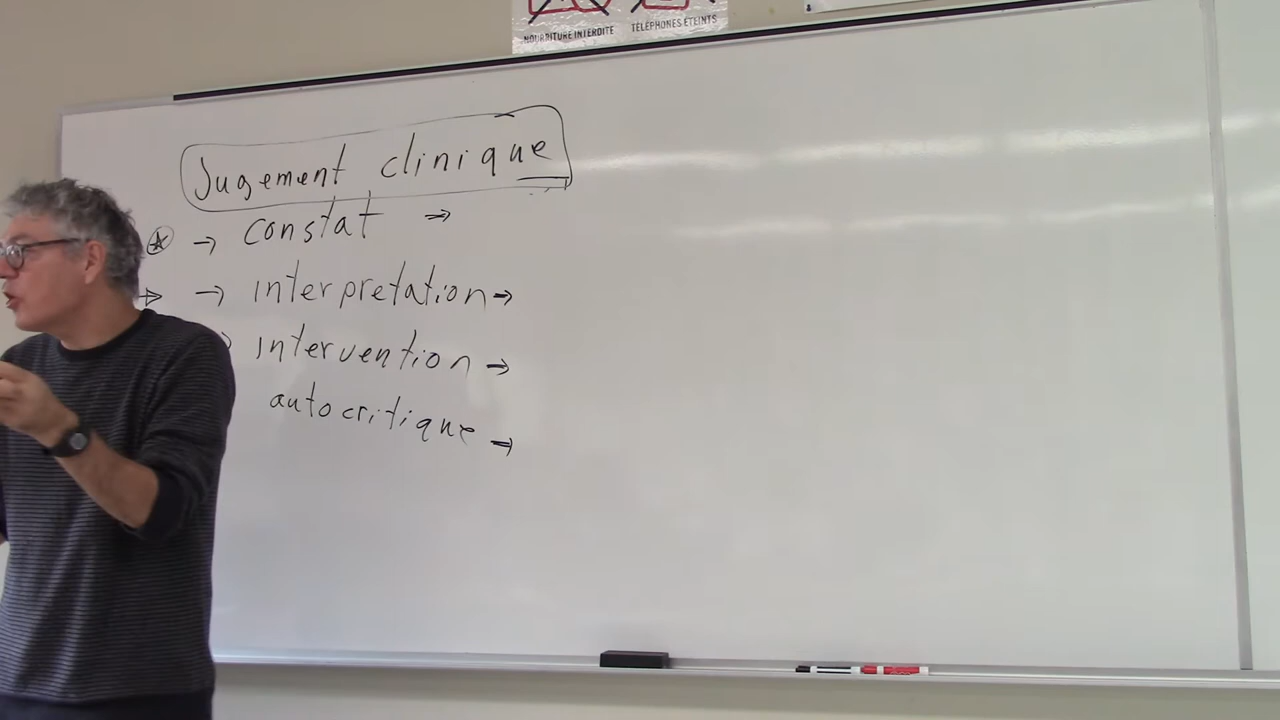 NOURRITURE INTERDITE TÉLÉPHONES ÉTEINTS
Jugement clinique
→ constat →
→ interpretation →
intervention →
autocritique →